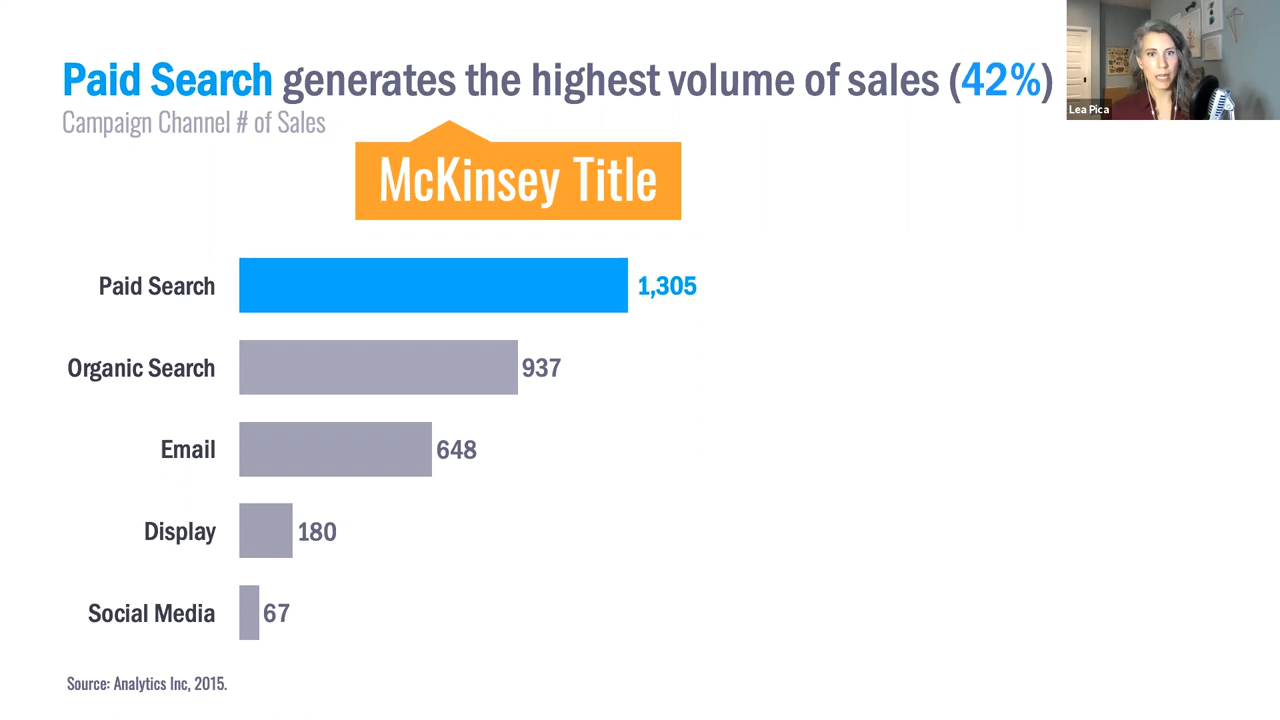 Paid Search generates the highest volume of sales (42%)
Lea Pica
Campaign Channel # of Sales
McKinsey Title
Paid Search 1,305
Organic Search 937
Email 648
Display 180
Social Media 67
Source: Analytics Inc, 2015.